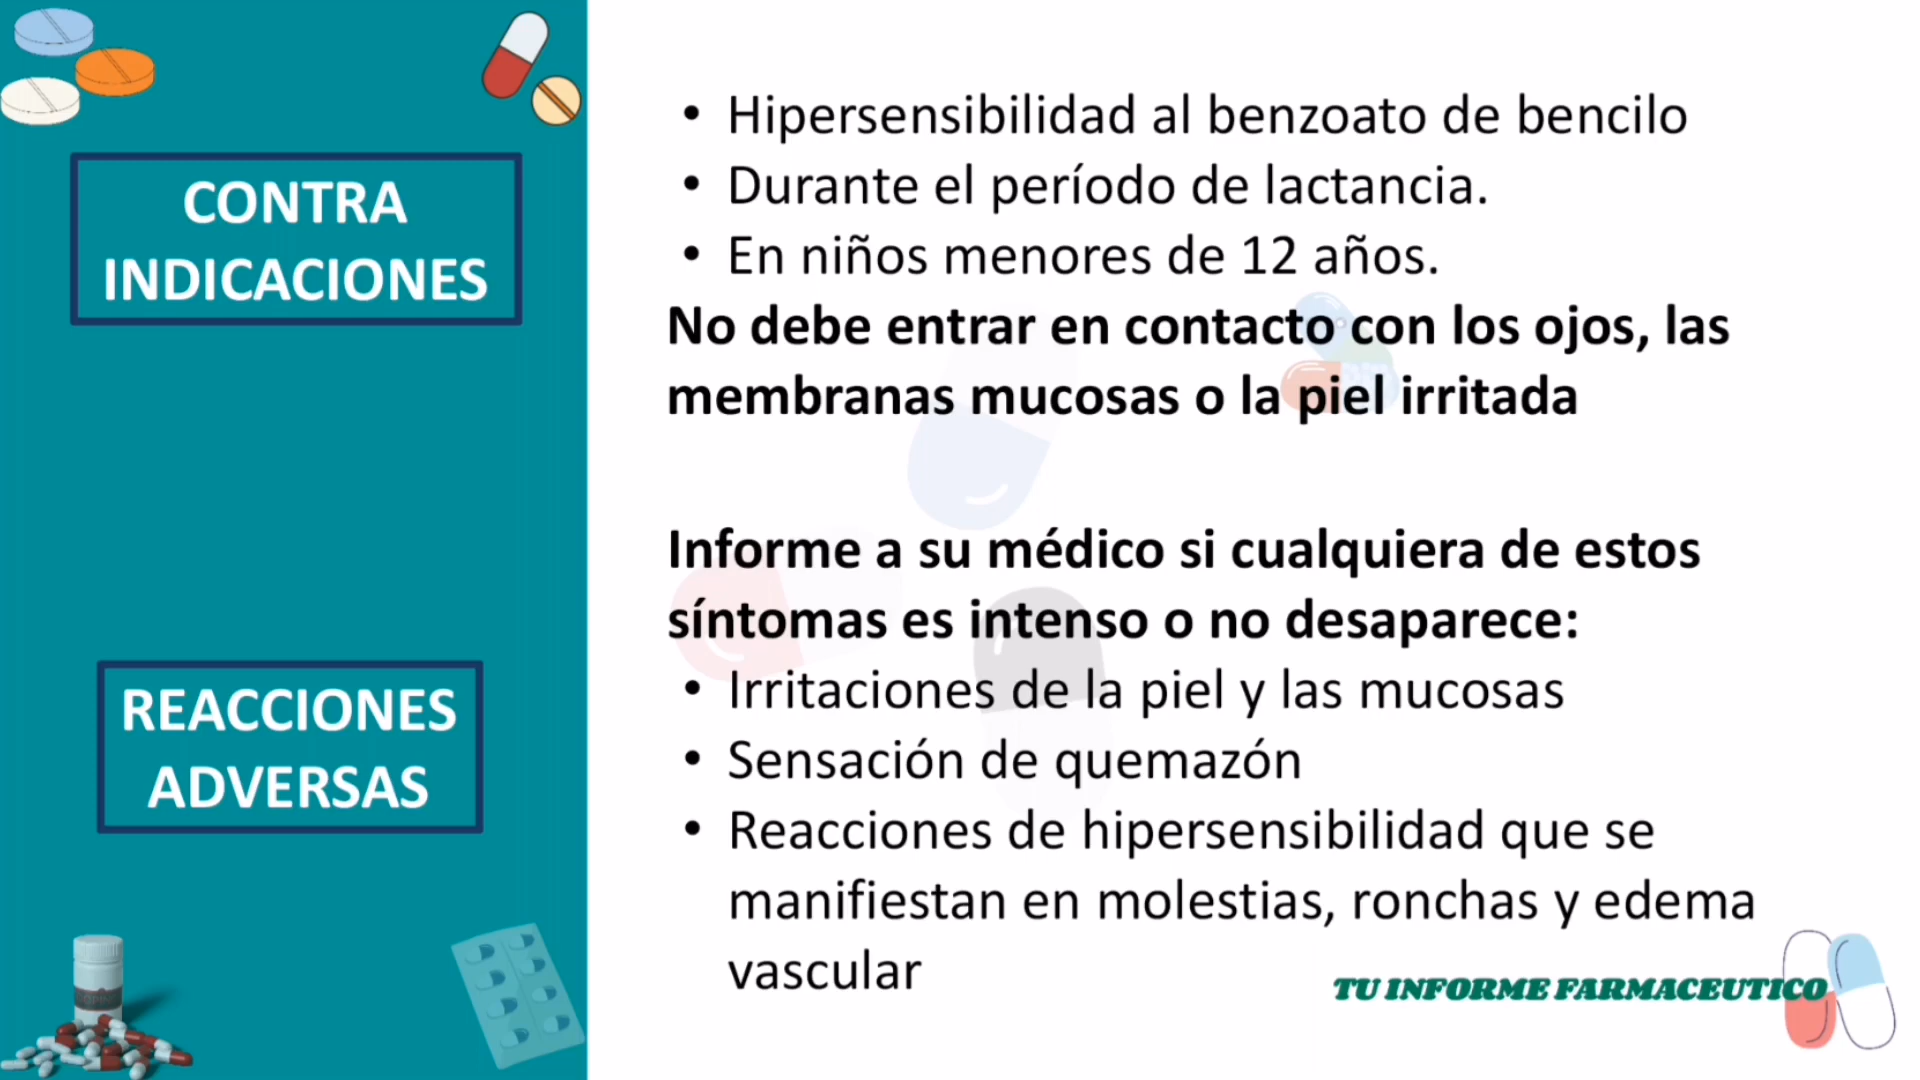 CONTRA
INDICACIONES
• Hipersensibilidad al benzoato de bencilo
• Durante el período de lactancia.
• En niños menores de 12 años.
No debe entrar en contacto con los ojos, las
membranas mucosas o la piel irritada
REACCIONES
ADVERSAS
Informe a su médico si cualquiera de estos
síntomas es intenso o no desaparece:
• Irritaciones de la piel y las mucosas
• Sensación de quemazón
• Reacciones de hipersensibilidad que se
manifiestan en molestias, ronchas y edema
vascular
TU INFORME FARMACEUTICO